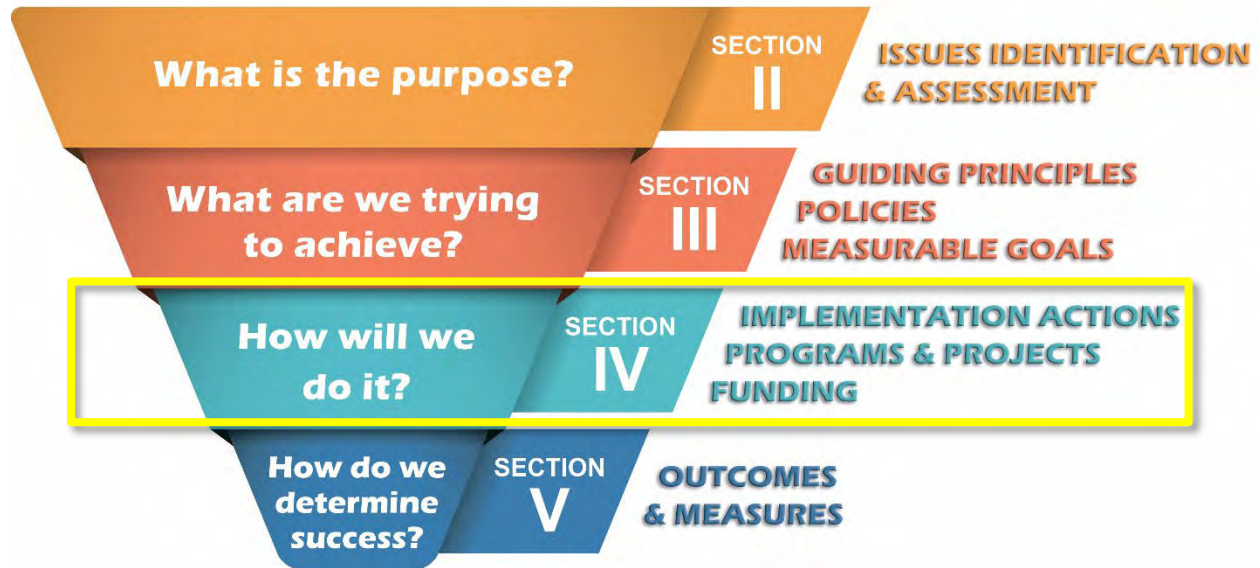 What is the purpose?
SECTION
II
ISSUES IDENTIFICATION
& ASSESSMENT
What are we trying
to achieve?
SECTION
III
GUIDING PRINCIPLES
POLICIES
MEASURABLE GOALS
How will we
do it?
SECTION
IV
IMPLEMENTATION ACTIONS
PROGRAMS & PROJECTS
FUNDING
How do we
determine
success?
SECTION
V
OUTCOMES
& MEASURES